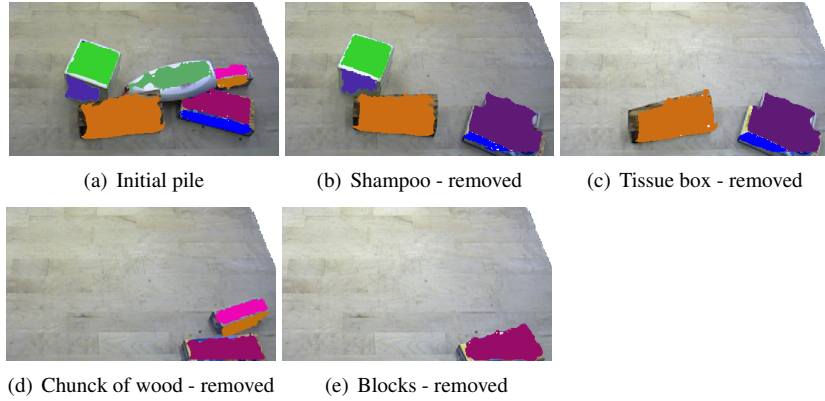 (a) Initial pile
(b) Shampoo - removed
(c) Tissue box - removed
(d) Chunck of wood - removed
(e) Blocks - removed